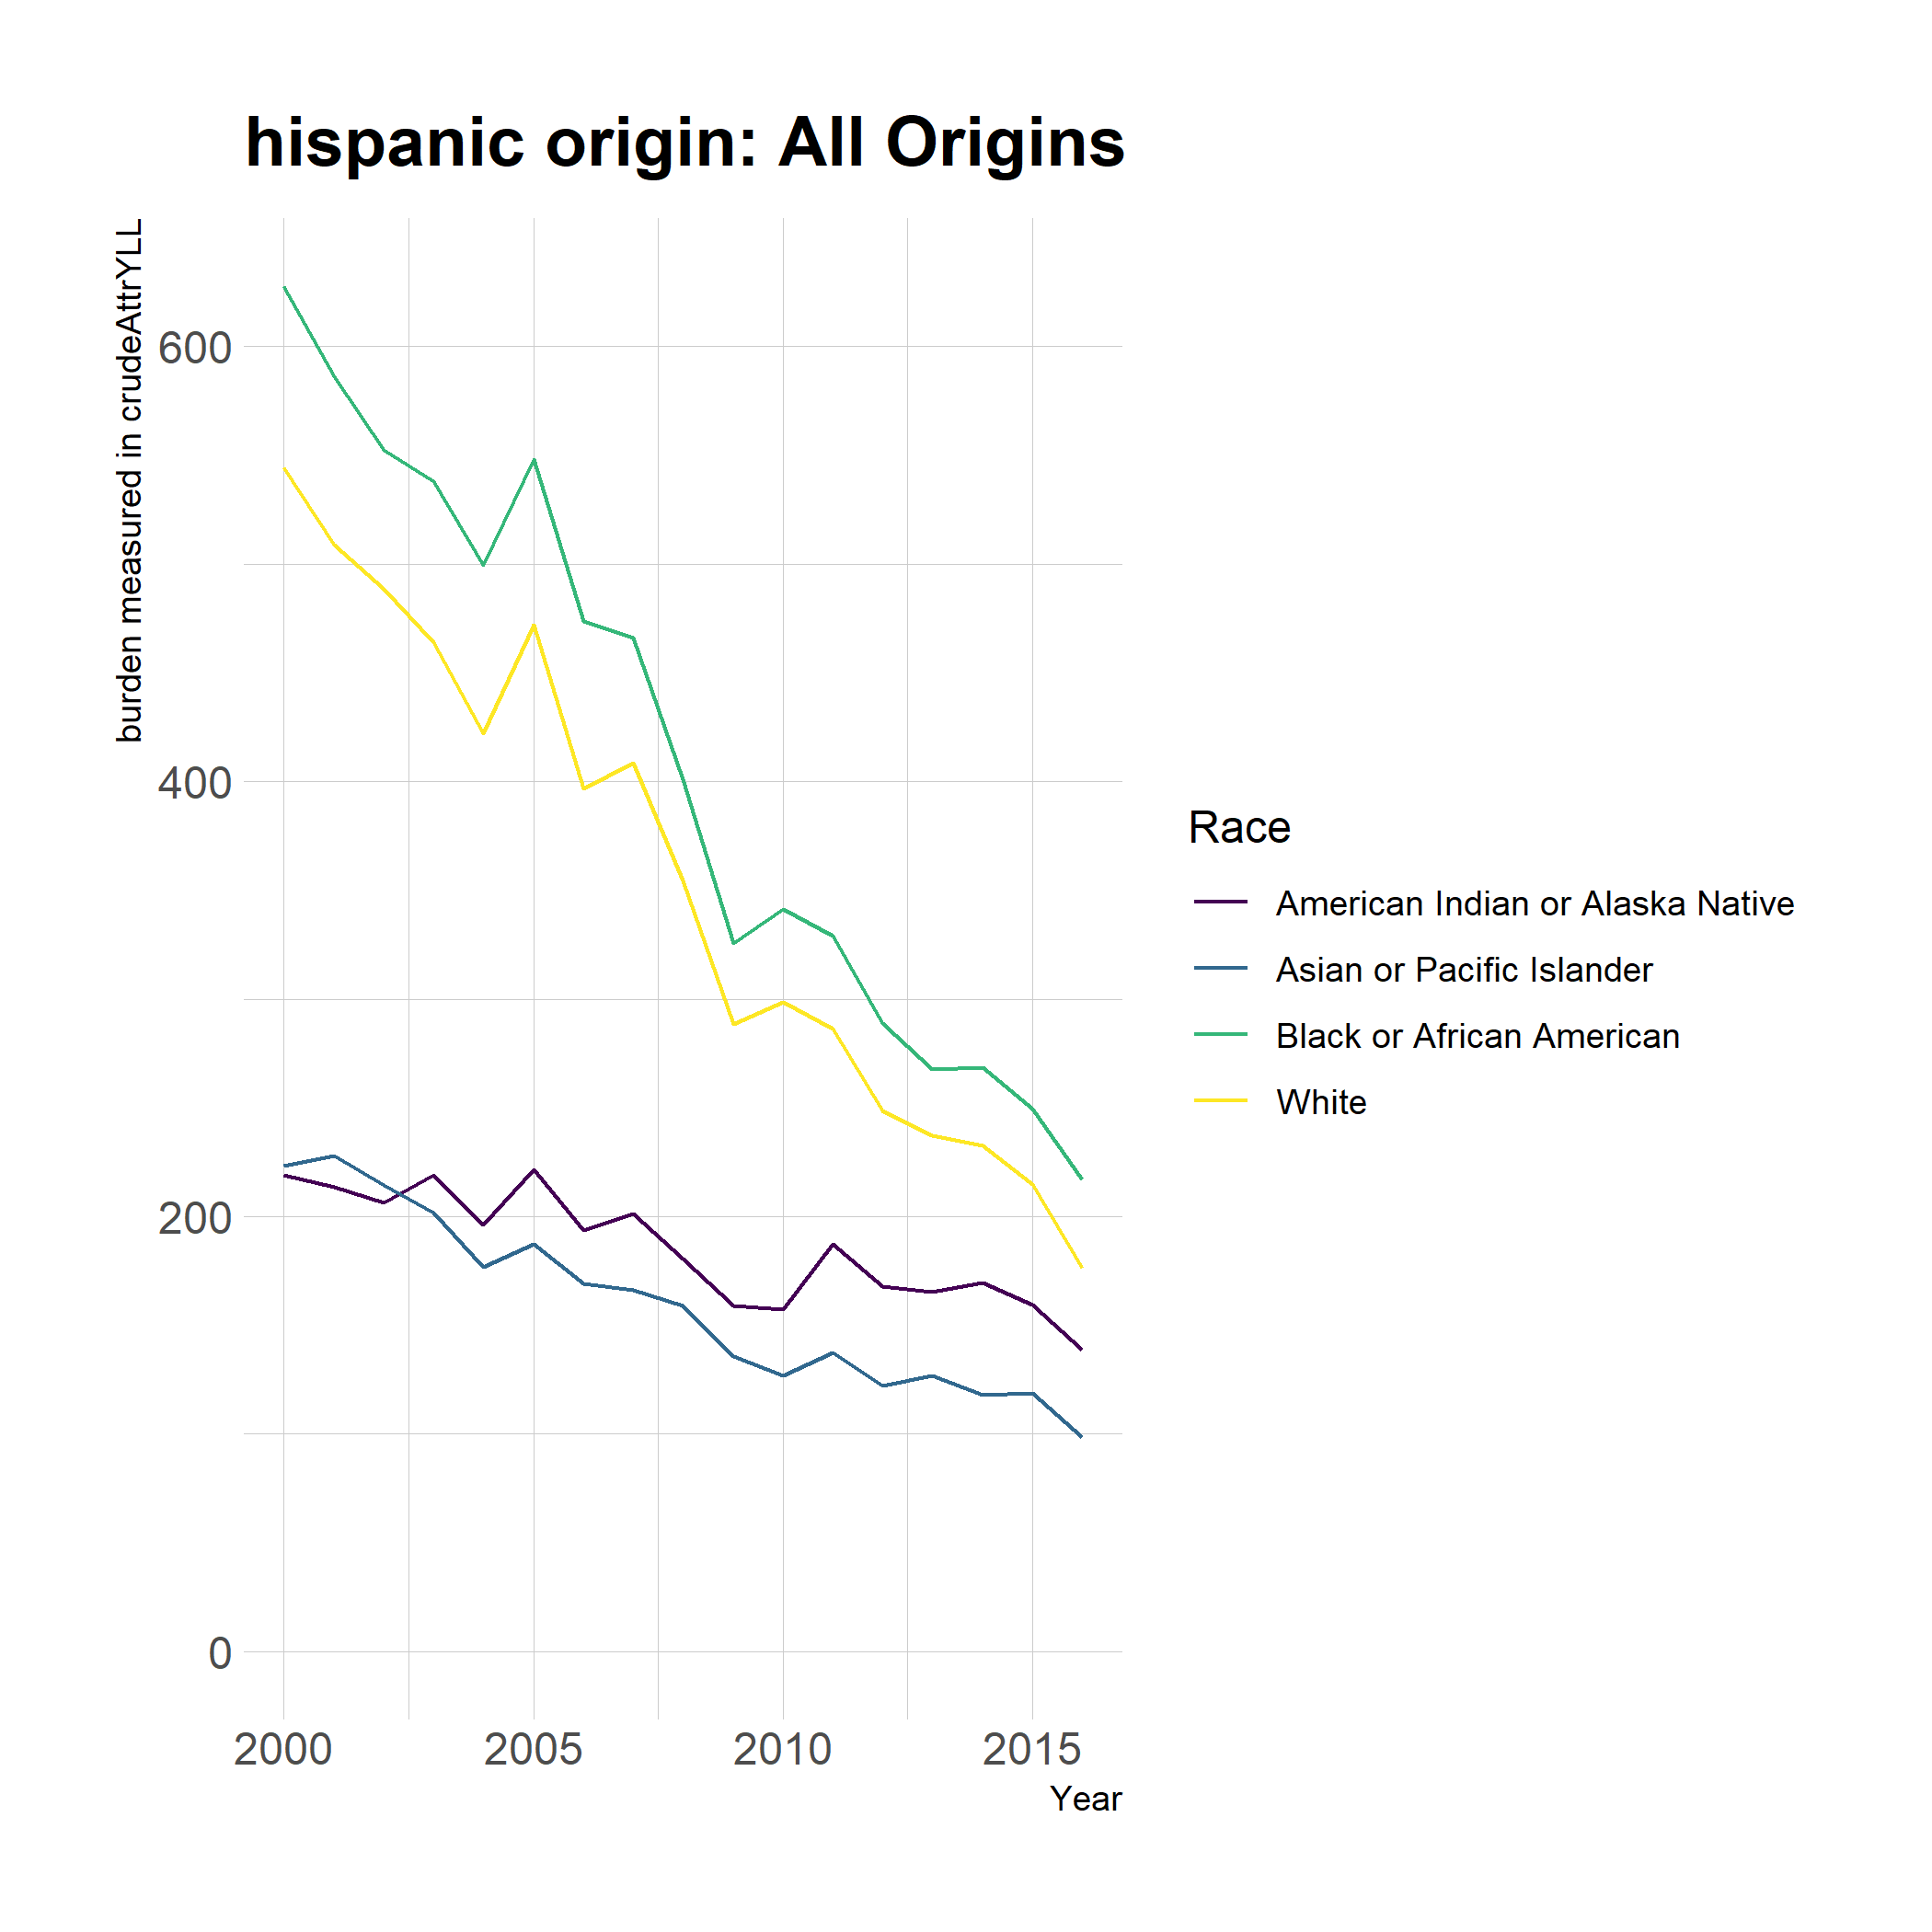 hispanic origin: All Origins
burden measured in crudeAttrYLL
600
400
200
0
2000 2005 2010 2015
Year
Race
American Indian or Alaska Native
Asian or Pacific Islander
Black or African American
White